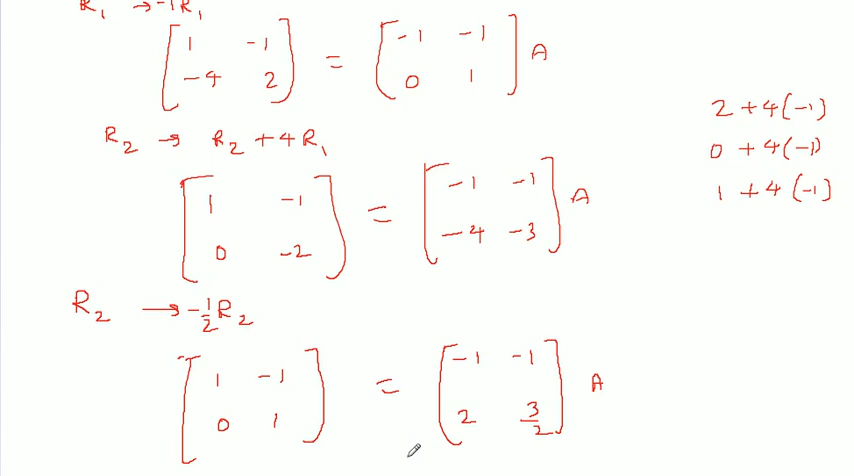 R₁ → -1R₁
[1 -1] = [-1 -1] A
[-4 2] [0 1]
2 + 4(-1)
R₂ → R₂ + 4R₁
0 + 4(-1)
1 + 4(-1)
[1 -1] = [-1 -1] A
[0 -2] [-4 -3]
R₂ → -1/2 R₂
[1 -1] = [-1 -1] A
[0 1] [2 3/2]